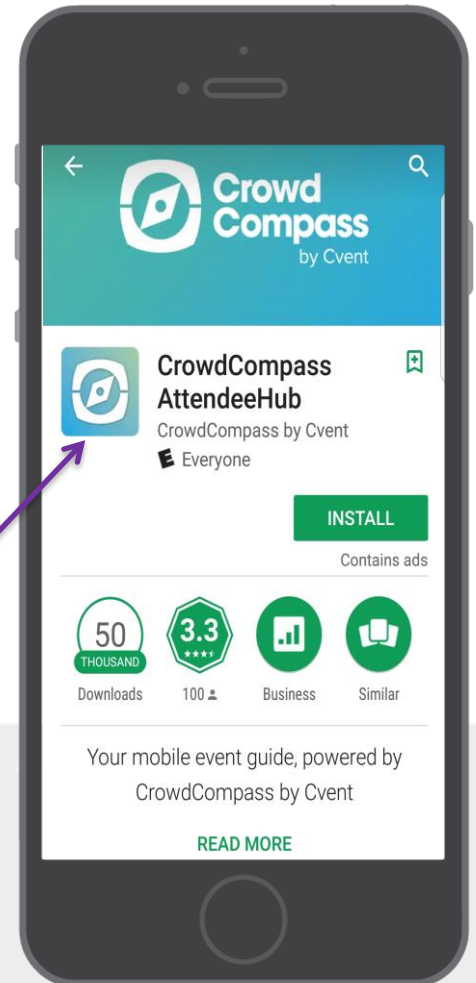 Crowd
Compass
by Cvent
CrowdCompass
AttendeeHub
CrowdCompass by Cvent
E Everyone
INSTALL
Contains ads
50
THOUSAND
3.3
Downloads
100
Business
Similar
Your mobile event guide, powered by
CrowdCompass by Cvent
READ MORE